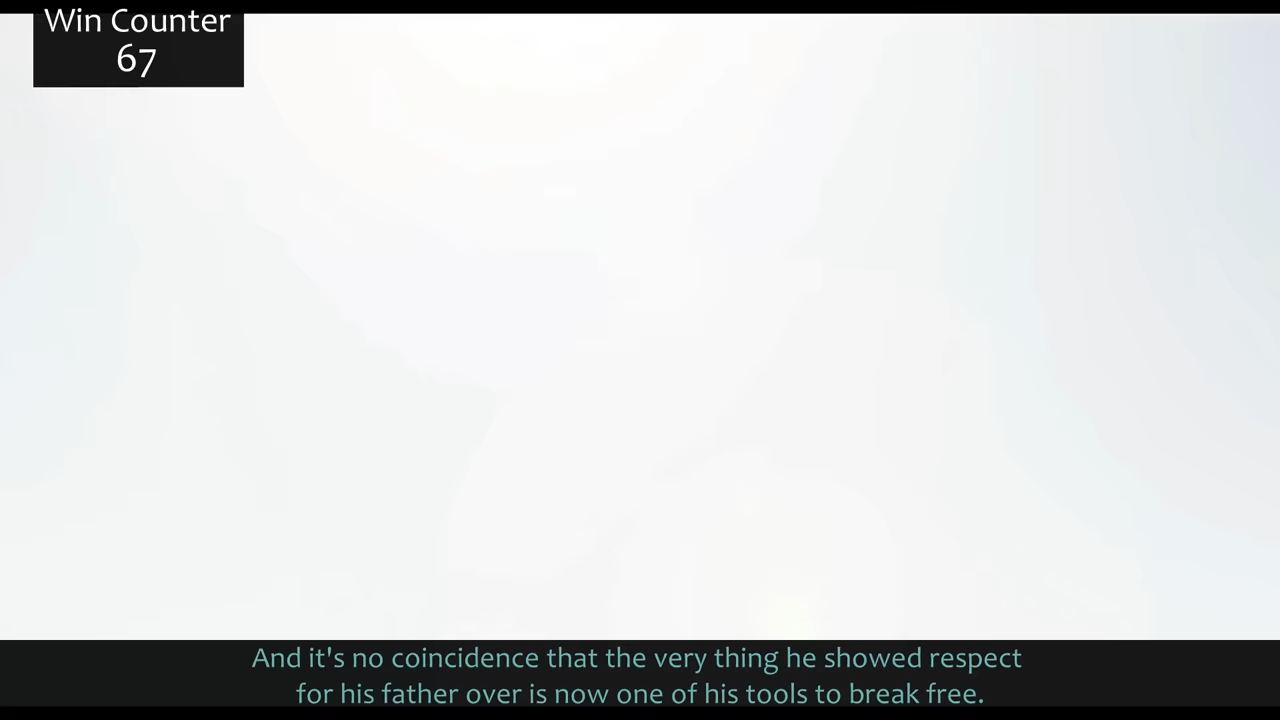 Win Counter
67
And it's no coincidence that the very thing he showed respect
for his father over is now one of his tools to break free.